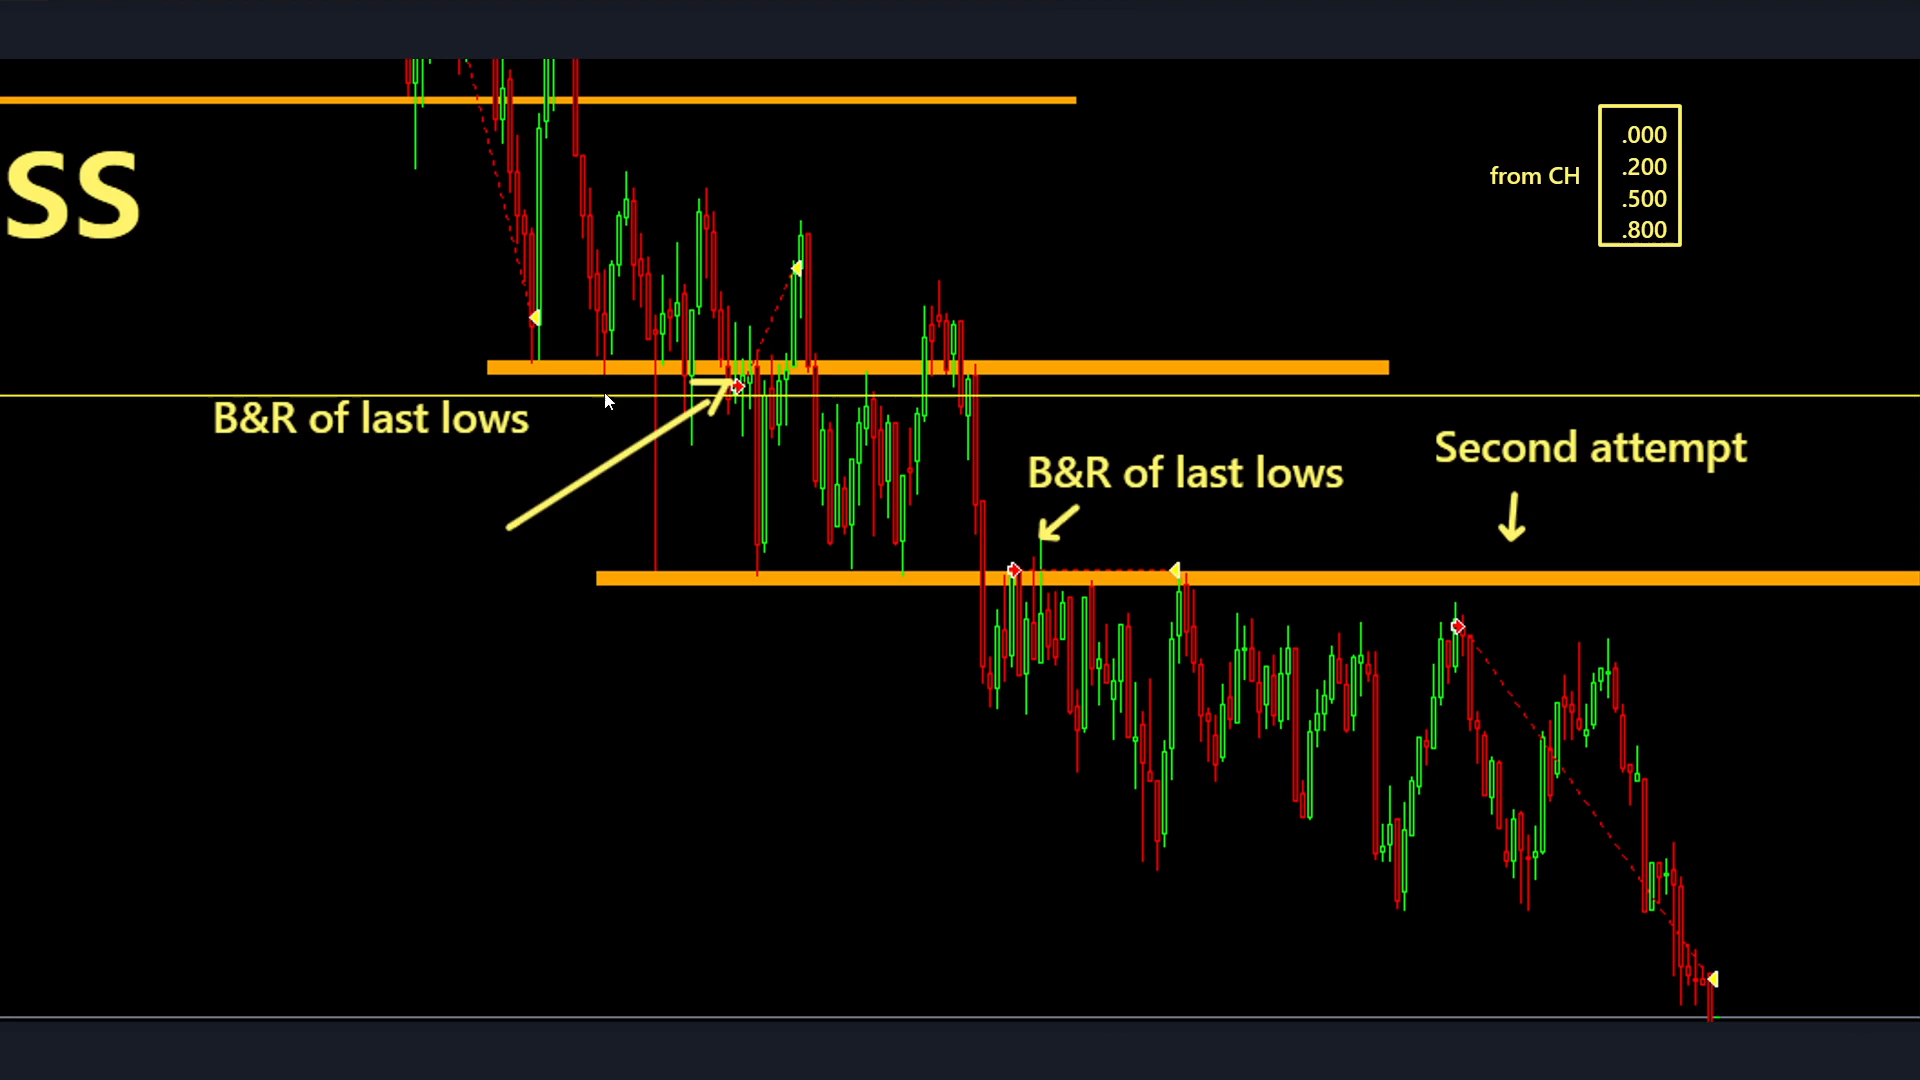 SS
.000
.200
from CH
.500
.800
B&R of last lows
B&R of last lows
Second attempt